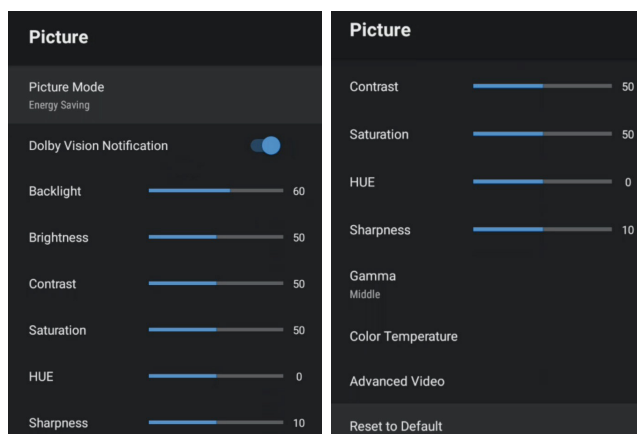 Picture
Picture Mode
Energy Saving
Dolby Vision Notification
Backlight 60
Brightness 50
Contrast 50
Saturation 50
HUE 0
Sharpness 10
Picture
Contrast 50
Saturation 50
HUE 0
Sharpness 10
Gamma
Middle
Color Temperature
Advanced Video
Reset to Default